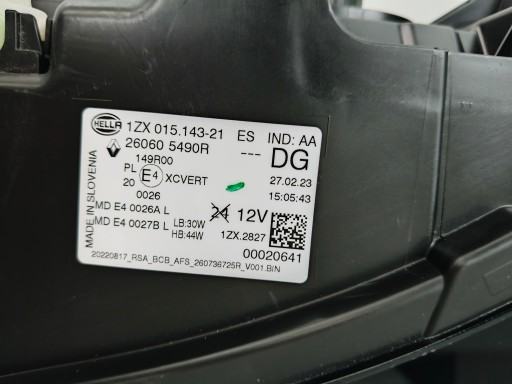 HELLA 1ZX 015.143-21 ES IND: AA
26060 5490R --- DG
149R00
PL E4 XCVERT 27.02.23
20 15:05:43
0026
MD E4 0026A L 24 12V
MD E4 0027B L LB:30W
HB:44W 1ZX.2827
00020641
20220817_RSA_BCB_AFS_260736725R_V001.BIN
MADE IN SLOVENIA